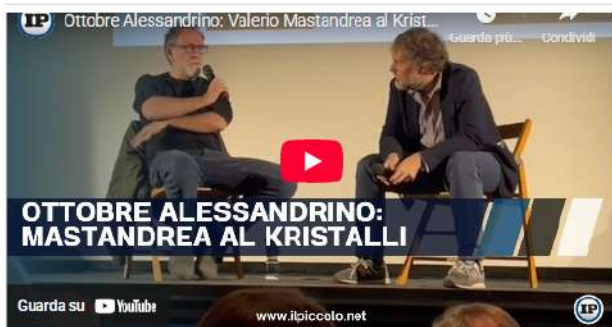 IP
Ottobre Alessandrino: Valerio Mastandrea al Krist...
Guarda più...
Condividi
OTTOBRE ALESSANDRINO:
MASTANDREA AL KRISTALLI
Guarda su YouTube
www.ilpiccolo.net
IP